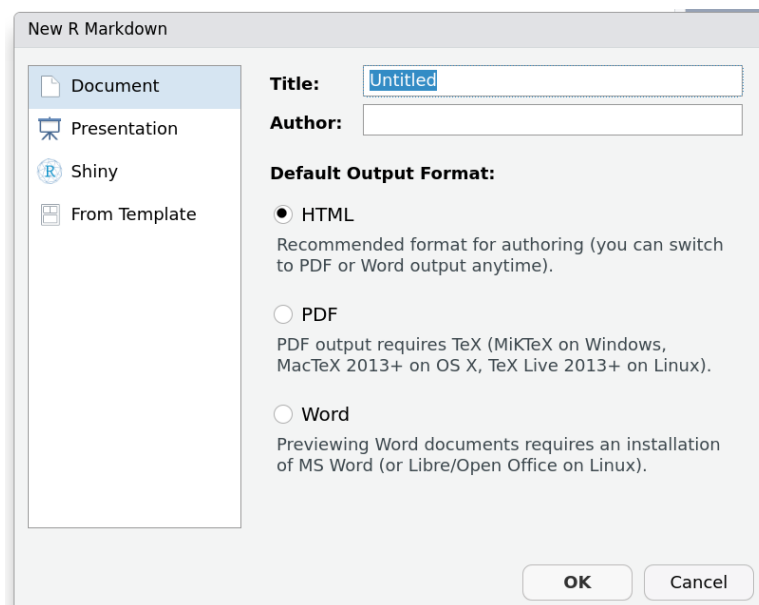 New R Markdown
Document
Presentation
R
Shiny
From Template
Title:
Untitled
Author:
Default Output Format:
HTML
Recommended format for authoring (you can switch
to PDF or Word output anytime).
PDF
PDF output requires TeX (MiKTeX on Windows,
MacTeX 2013+ on OS X, TeX Live 2013+ on Linux).
Word
Previewing Word documents requires an installation
of MS Word (or Libre/Open Office on Linux).
OK
Cancel